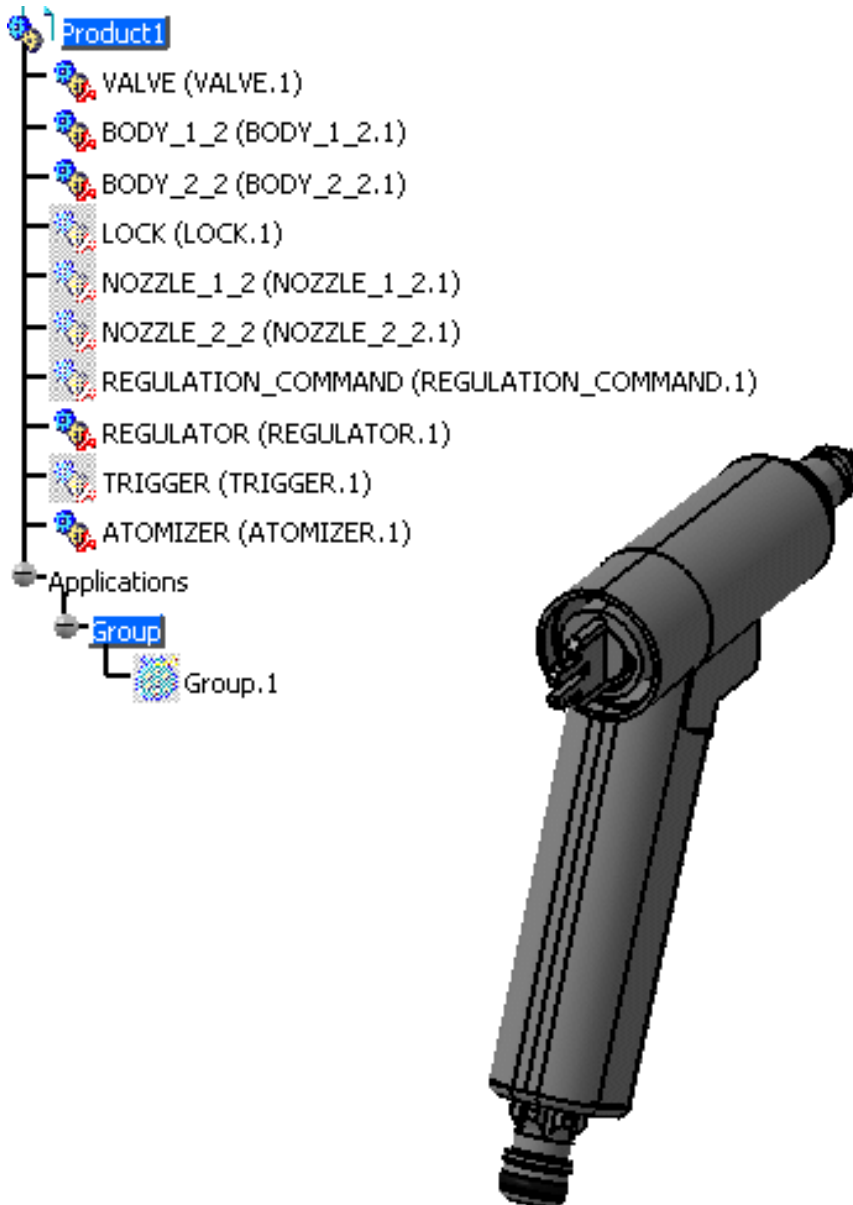 Product1
VALVE (VALVE.1)
BODY_1_2 (BODY_1_2.1)
BODY_2_2 (BODY_2_2.1)
LOCK (LOCK.1)
NOZZLE_1_2 (NOZZLE_1_2.1)
NOZZLE_2_2 (NOZZLE_2_2.1)
REGULATION_COMMAND (REGULATION_COMMAND.1)
REGULATOR (REGULATOR.1)
TRIGGER (TRIGGER.1)
ATOMIZER (ATOMIZER.1)
Applications
Group
Group.1